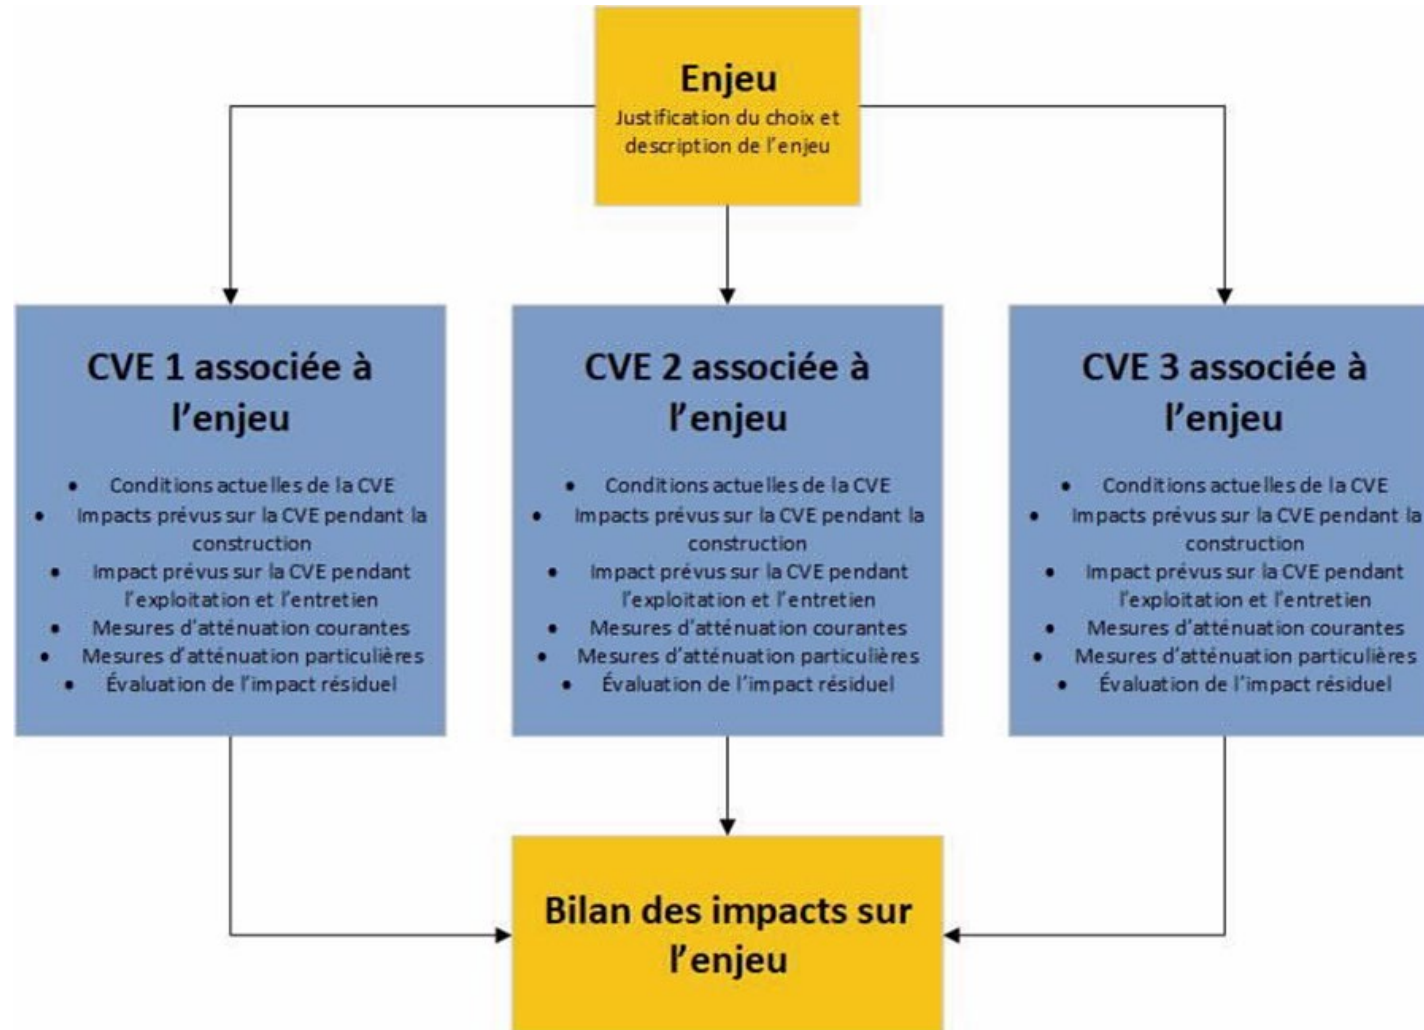 Enjeu
Justification du choix et
description de l'enjeu
CVE 1 associée à
l'enjeu
• Conditions actuelles de la CVE
• Impacts prévus sur la CVE pendant la
construction
• Impact prévus sur la CVE pendant
l'exploitation et l'entretien
• Mesures d'atténuation courantes
• Mesures d'atténuation particulières
• Évaluation de l'impact résiduel
CVE 2 associée à
l'enjeu
• Conditions actuelles de la CVE
• Impacts prévus sur la CVE pendant la
construction
• Impact prévus sur la CVE pendant
l'exploitation et l'entretien
• Mesures d'atténuation courantes
• Mesures d'atténuation particulières
• Évaluation de l'impact résiduel
CVE 3 associée à
l'enjeu
• Conditions actuelles de la CVE
• Impacts prévus sur la CVE pendant la
construction
• Impact prévus sur la CVE pendant
l'exploitation et l'entretien
• Mesures d'atténuation courantes
• Mesures d'atténuation particulières
• Évaluation de l'impact résiduel
Bilan des impacts sur
l'enjeu